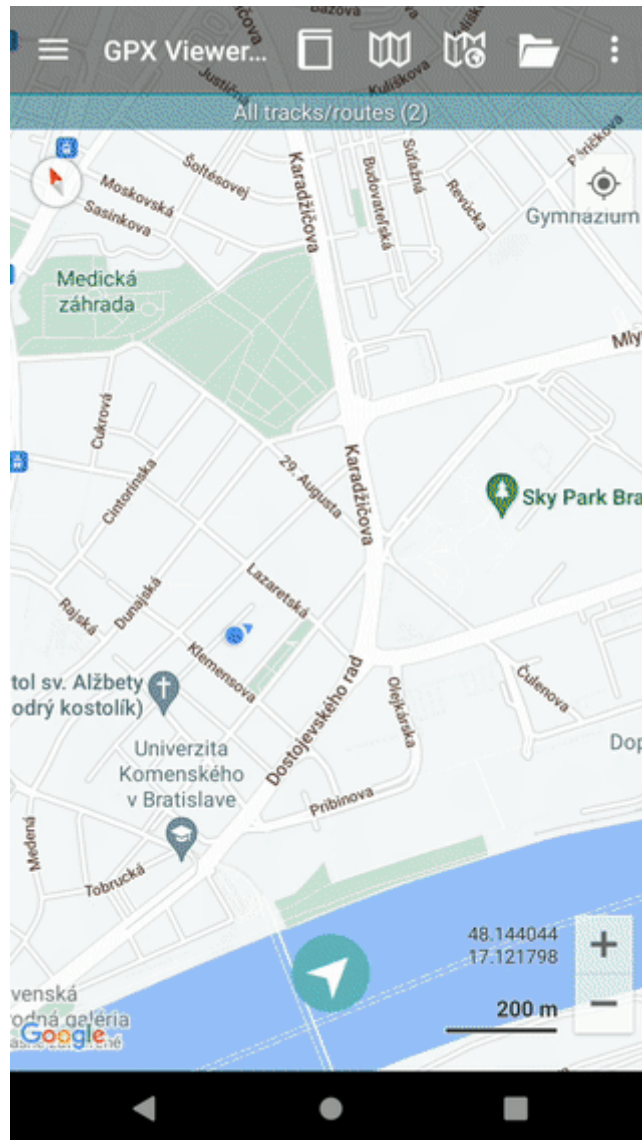 Bazova
GPX Viewer...
Justičná
Kuliškova
All tracks/routes (2)
Páričkova
Šoltésovej
Karadžičova
Súťažná
Budovateľská
Moskovská
Revúcka
Sasinkova
Gymnázium
Medická
záhrada
Mly
Cukrová
Karadžičova
29. Augusta
Cintorínska
Sky Park Bra
Lazaretská
Dunajská
Rajská
Klemensova
tol sv. Alžbety
odrý kostolík)
Dostojevského rad
Olejkárska
Čulenova
Univerzita
Komenského
v Bratislave
Dop
Pribinova
Medená
Tobrucká
48.144044
17.121798
+
venská
odná galéria
200 m
−
Google